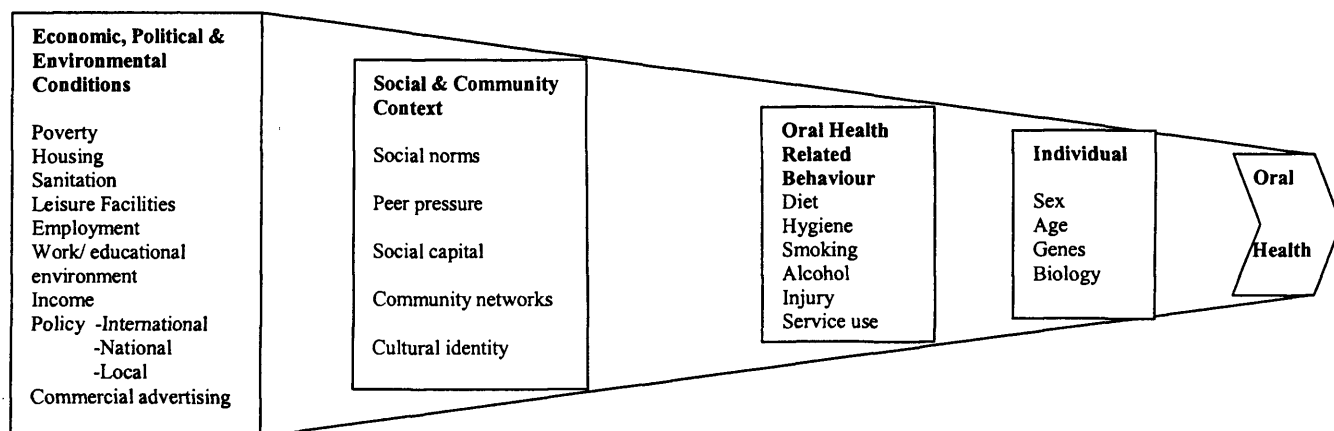 Economic, Political &
Environmental
Conditions
Poverty
Housing
Sanitation
Leisure Facilities
Employment
Work/ educational
environment
Income
Policy -International
-National
-Local
Commercial advertising
Social & Community
Context
Social norms
Peer pressure
Social capital
Community networks
Cultural identity
Oral Health
Related
Behaviour
Diet
Hygiene
Smoking
Alcohol
Injury
Service use
Individual
Sex
Age
Genes
Biology
Oral
Health